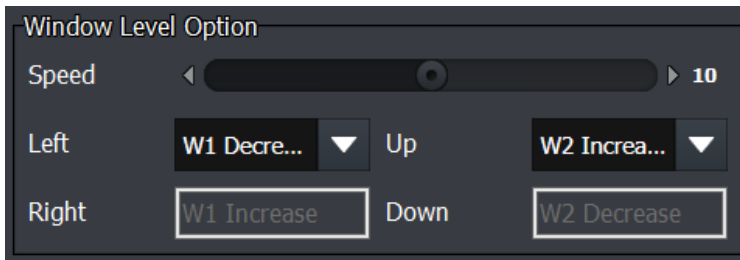 Window Level Option
Speed 10
Left W1 Decre... Up W2 Increa...
Right W1 Increase Down W2 Decrease